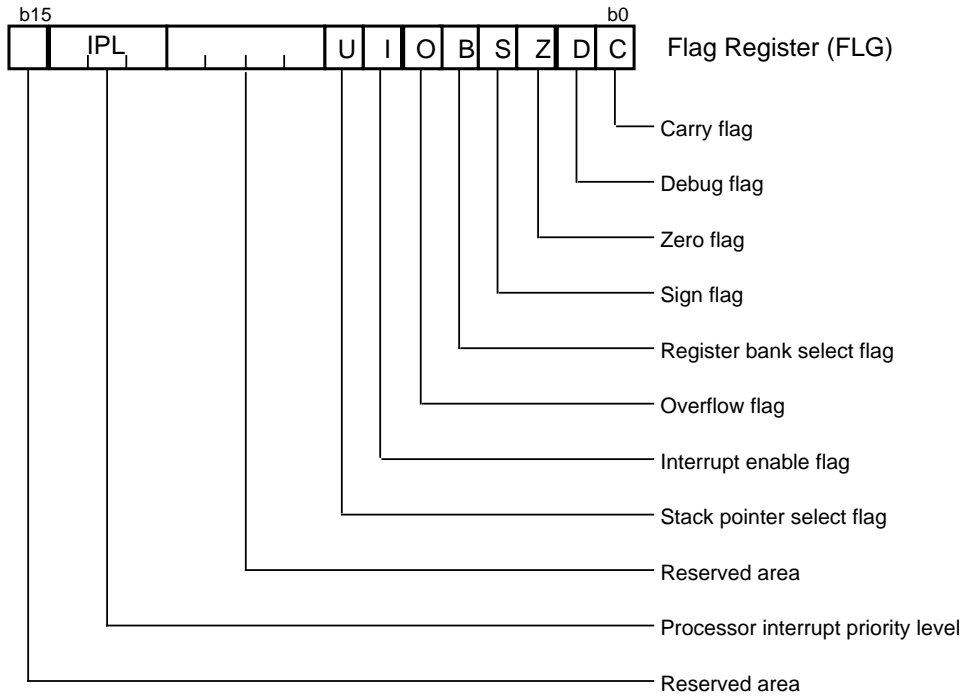 b15 b0
IPL U I O B S Z D C Flag Register (FLG)
Carry flag
Debug flag
Zero flag
Sign flag
Register bank select flag
Overflow flag
Interrupt enable flag
Stack pointer select flag
Reserved area
Processor interrupt priority level
Reserved area